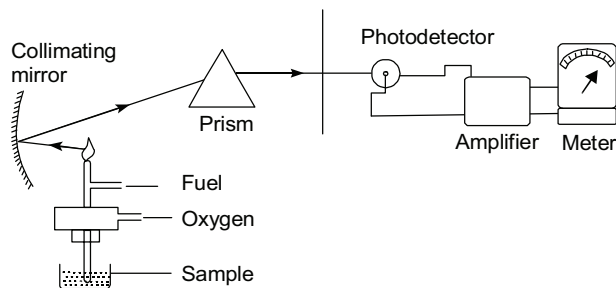 Collimating
mirror
Photodetector
Prism
Amplifier
Meter
Fuel
Oxygen
Sample